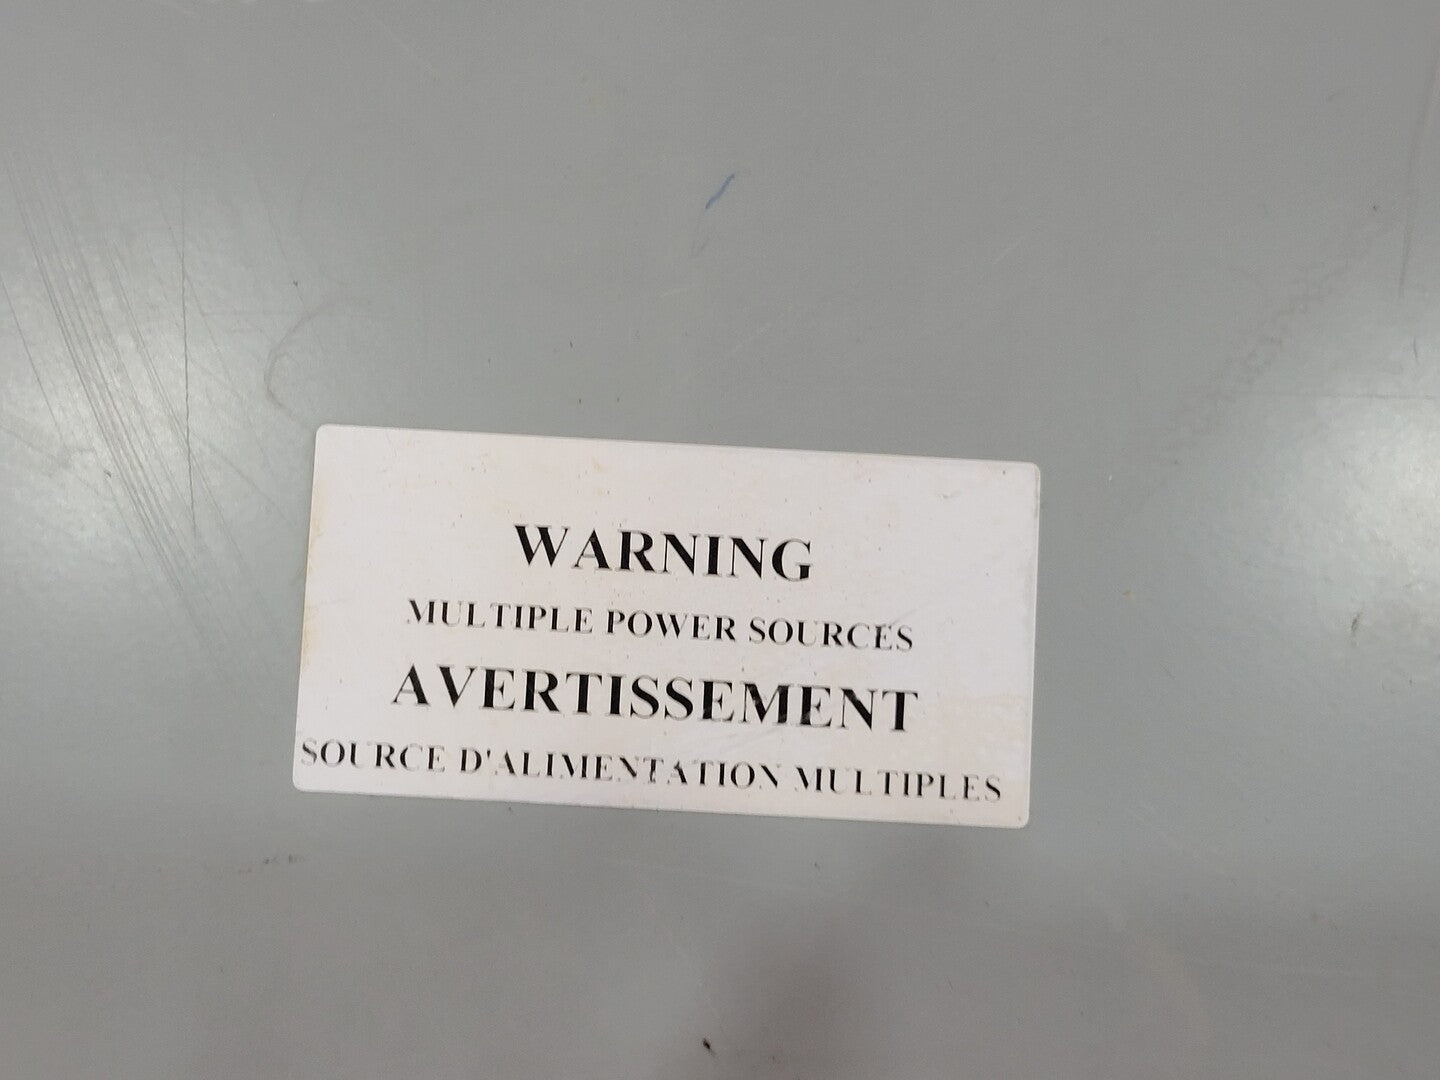 WARNING
MULTIPLE POWER SOURCES
AVERTISSEMENT
SOURCE D'ALIMENTATION MULTIPLES